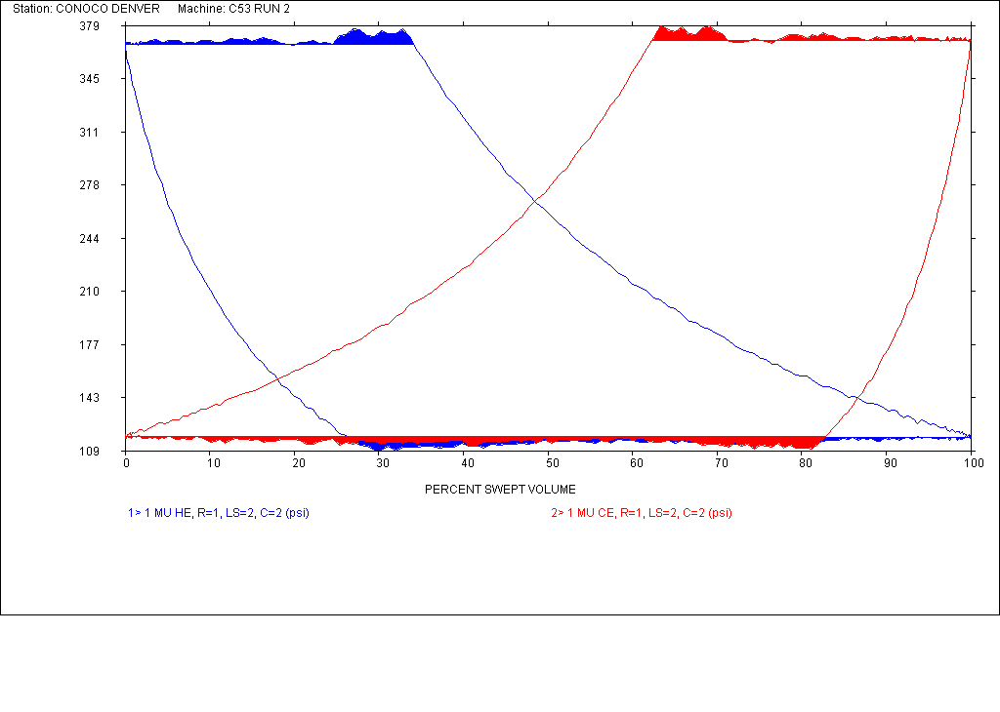 Station: CONOCO DENVER Machine: C53 RUN 2
379
345
311
278
244
210
177
143
109
0 10 20 30 40 50 60 70 80 90 100
PERCENT SWEPT VOLUME
1> 1 MU HE, R=1, LS=2, C=2 (psi) 2> 1 MU CE, R=1, LS=2, C=2 (psi)